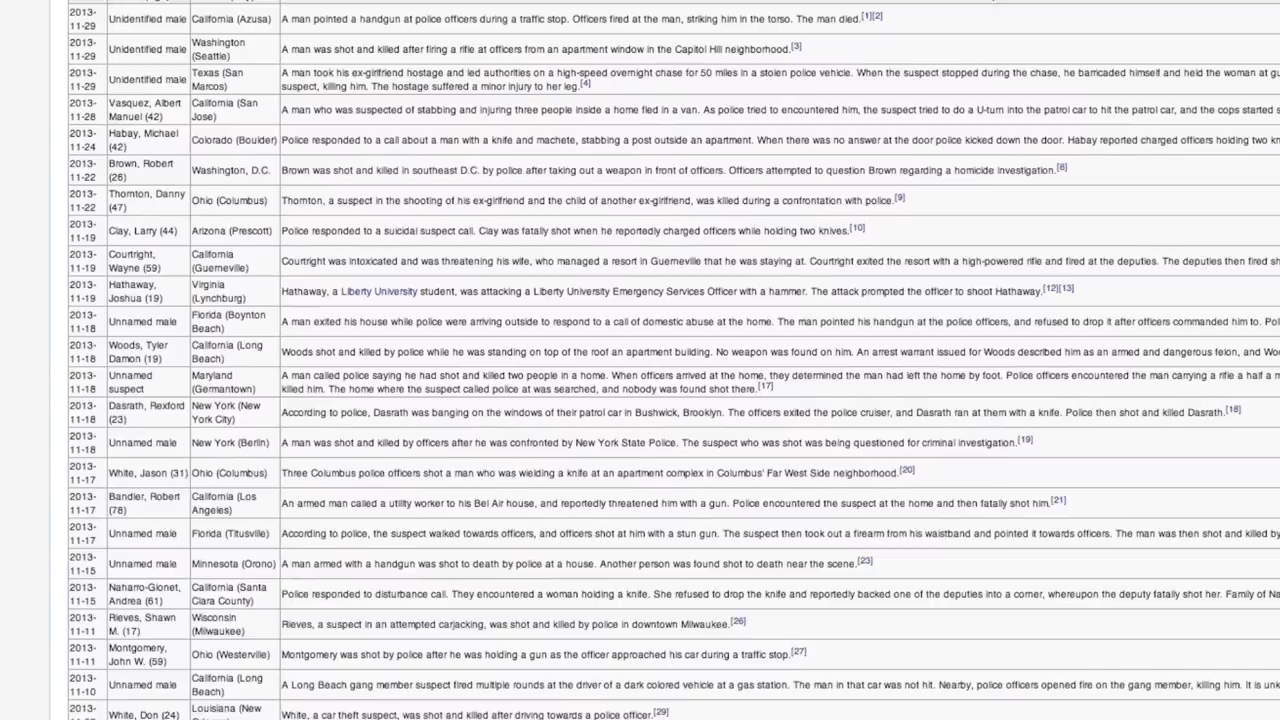 2013-
11-29
Unidentified male
California (Azusa)
A man pointed a handgun at police officers during a traffic stop. Officers fired at the man, striking him in the torso. The man died.[1][2]
2013-
11-29
Unidentified male
Washington
(Seattle)
A man was shot and killed after firing a rifle at officers from an apartment window in the Capitol Hill neighborhood.[3]
2013-
11-29
Unidentified male
Texas (San
Marcos)
A man took his ex-girlfriend hostage and led authorities on a high-speed overnight chase for 50 miles in a stolen police vehicle. When the suspect stopped during the chase, he barricaded himself and held the woman at gu
suspect, killing him. The hostage suffered a minor injury to her leg.[4]
2013-
11-28
Vasquez, Albert
Manuel (42)
California (San
Jose)
A man who was suspected of stabbing and injuring three people inside a home fled in a van. As police tried to encountered him, the suspect tried to do a U-turn into the patrol car to hit the patrol car, and the cops started s
2013-
11-24
Habay, Michael
(42)
Colorado (Boulder)
Police responded to a call about a man with a knife and machete, stabbing a post outside an apartment. When there was no answer at the door police kicked down the door. Habay reported charged officers holding two kn
2013-
11-22
Brown, Robert
(26)
Washington, D.C.
Brown was shot and killed in southeast D.C. by police after taking out a weapon in front of officers. Officers attempted to question Brown regarding a homicide investigation.[8]
2013-
11-22
Thornton, Danny
(47)
Ohio (Columbus)
Thornton, a suspect in the shooting of his ex-girlfriend and the child of another ex-girlfriend, was killed during a confrontation with police.[9]
2013-
11-19
Clay, Larry (44)
Arizona (Prescott)
Police responded to a suicidal suspect call. Clay was fatally shot when he reportedly charged officers while holding two knives.[10]
2013-
11-19
Courtright,
Wayne (59)
California
(Guerneville)
Courtright was intoxicated and was threatening his wife, who managed a resort in Guerneville that he was staying at. Courtright exited the resort with a high-powered rifle and fired at the deputies. The deputies then fired sh
2013-
11-19
Hathaway,
Joshua (19)
Virginia
(Lynchburg)
Hathaway, a Liberty University student, was attacking a Liberty University Emergency Services Officer with a hammer. The attack prompted the officer to shoot Hathaway.[12][13]
2013-
11-18
Unnamed male
Florida (Boynton
Beach)
A man exited his house while police were arriving outside to respond to a call of domestic abuse at the home. The man pointed his handgun at the police officers, and refused to drop it after officers commanded him to. Pol
2013-
11-18
Woods, Tyler
Damon (19)
California (Long
Beach)
Woods shot and killed by police while he was standing on top of the roof an apartment building. No weapon was found on him. An arrest warrant issued for Woods described him as an armed and dangerous felon, and Wo
2013-
11-18
Unnamed
suspect
Maryland
(Germantown)
A man called police saying he had shot and killed two people in a home. When officers arrived at the home, they determined the man had left the home by foot. Police officers encountered the man carrying a rifle a half a m
killed him. The home where the suspect called police at was searched, and nobody was found shot there.[17]
2013-
11-18
Dasrath, Rexford
(23)
New York (New
York City)
According to police, Dasrath was banging on the windows of their patrol car in Bushwick, Brooklyn. The officers exited the police cruiser, and Dasrath ran at them with a knife. Police then shot and killed Dasrath.[18]
2013-
11-18
Unnamed male
New York (Berlin)
A man was shot and killed by officers after he was confronted by New York State Police. The suspect who was shot was being questioned for criminal investigation.[19]
2013-
11-17
White, Jason (31)
Ohio (Columbus)
Three Columbus police officers shot a man who was wielding a knife at an apartment complex in Columbus' Far West Side neighborhood.[20]
2013-
11-17
Bandler, Robert
(78)
California (Los
Angeles)
An armed man called a utility worker to his Bel Air house, and reportedly threatened him with a gun. Police encountered the suspect at the home and then fatally shot him.[21]
2013-
11-17
Unnamed male
Florida (Titusville)
According to police, the suspect walked towards officers, and officers shot at him with a stun gun. The suspect then took out a firearm from his waistband and pointed it towards officers. The man was then shot and killed by
2013-
11-15
Unnamed male
Minnesota (Orono)
A man armed with a handgun was shot to death by police at a house. Another person was found shot to death near the scene.[23]
2013-
11-15
Naharro-Gionet,
Andrea (61)
California (Santa
Clara County)
Police responded to disturbance call. They encountered a woman holding a knife. She refused to drop the knife and reportedly backed one of the deputies into a corner, whereupon the deputy fatally shot her. Family of Na
2013-
11-11
Rieves, Shawn
M. (17)
Wisconsin
(Milwaukee)
Rieves, a suspect in an attempted carjacking, was shot and killed by police in downtown Milwaukee.[26]
2013-
11-11
Montgomery,
John W. (59)
Ohio (Westerville)
Montgomery was shot by police after he was holding a gun as the officer approached his car during a traffic stop.[27]
2013-
11-10
Unnamed male
California (Long
Beach)
A Long Beach gang member suspect fired multiple rounds at the driver of a dark colored vehicle at a gas station. The man in that car was not hit. Nearby, police officers opened fire on the gang member, killing him. It is unk
2013-
White, Don (24)
Louisiana (New
White, a car theft suspect, was shot and killed after driving towards a police officer.[29]